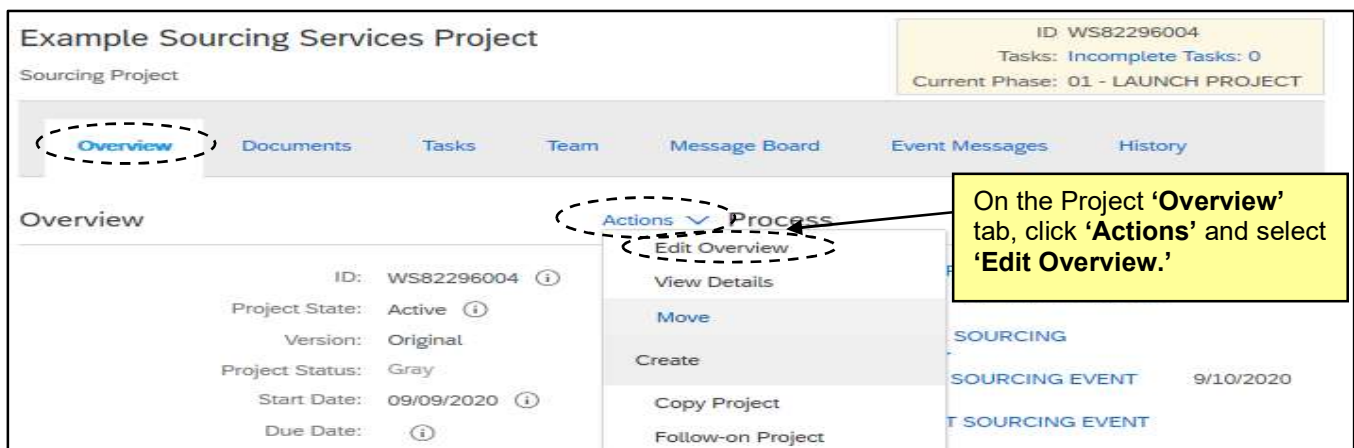 Example Sourcing Services Project
Sourcing Project
ID WS82296004
Tasks: Incomplete Tasks: 0
Current Phase: 01 - LAUNCH PROJECT
Overview Documents Tasks Team Message Board Event Messages History
Overview
Actions Process
On the Project ‘Overview’
tab, click ‘Actions’ and select
‘Edit Overview.’
ID: WS82296004
Project State: Active
Version: Original
Project Status: Gray
Start Date: 09/09/2020
Due Date:
Edit Overview
View Details
Move
Create
Copy Project
Follow-on Project
SOURCING
SOURCING EVENT 9/10/2020
T SOURCING EVENT